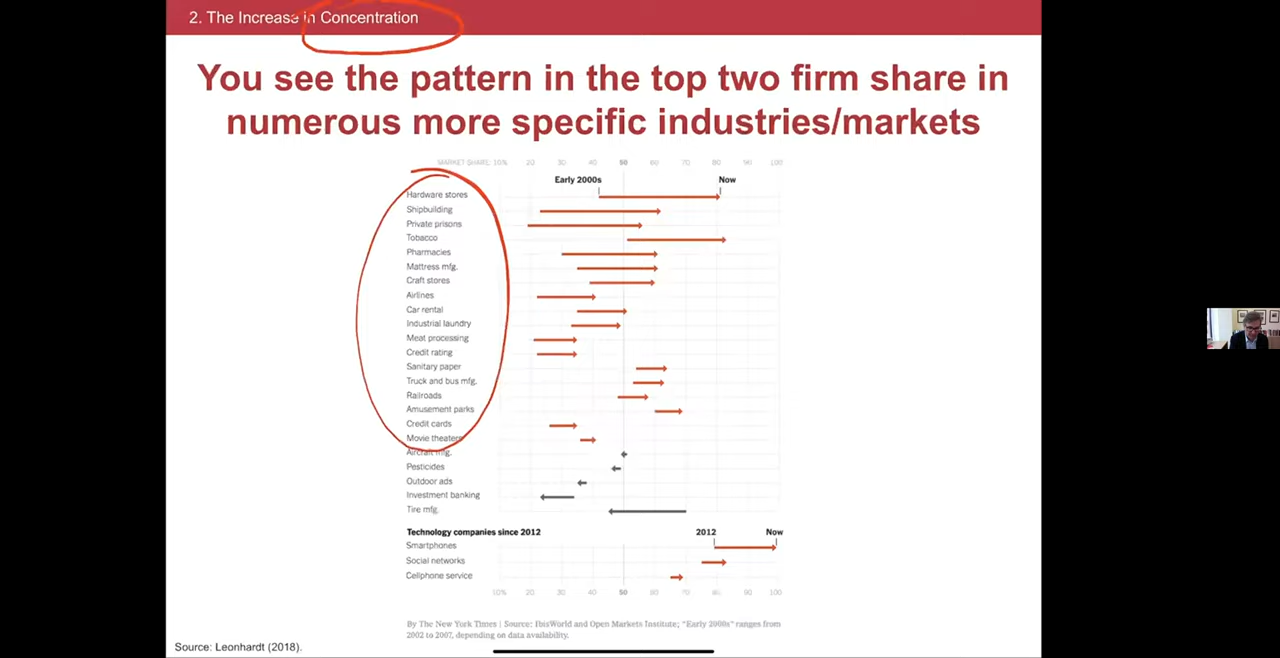 2. The Increase in Concentration
You see the pattern in the top two firm share in
numerous more specific industries/markets
MARKET SHARE: 10% 20 30 40 50 60 70 80 90 100
Early 2000s Now
Hardware stores
Shipbuilding
Private prisons
Tobacco
Pharmacies
Mattress mfg.
Craft stores
Airlines
Car rental
Industrial laundry
Meat processing
Credit rating
Sanitary paper
Truck and bus mfg.
Railroads
Amusement parks
Credit cards
Movie theaters
Aircraft mfg.
Pesticides
Outdoor ads
Investment banking
Tire mfg.
Technology companies since 2012 2012 Now
Smartphones
Social networks
Cellphone service
10% 20 30 40 50 60 70 80 90 100
By The New York Times | Source: IbisWorld and Open Markets Institute; "Early 2000s" ranges from
2002 to 2007, depending on data availability.
Source: Leonhardt (2018).